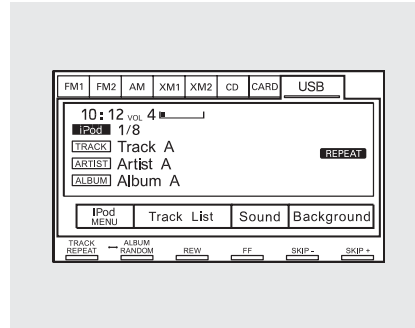 FM1 FM2 AM XM1 XM2 CD CARD USB
10:12 VOL 4
iPod 1/8
TRACK Track A
REPEAT
ARTIST Artist A
ALBUM Album A
IPod MENU Track List Sound Background
TRACK REPEAT ALBUM RANDOM REW FF SKIP- SKIP+